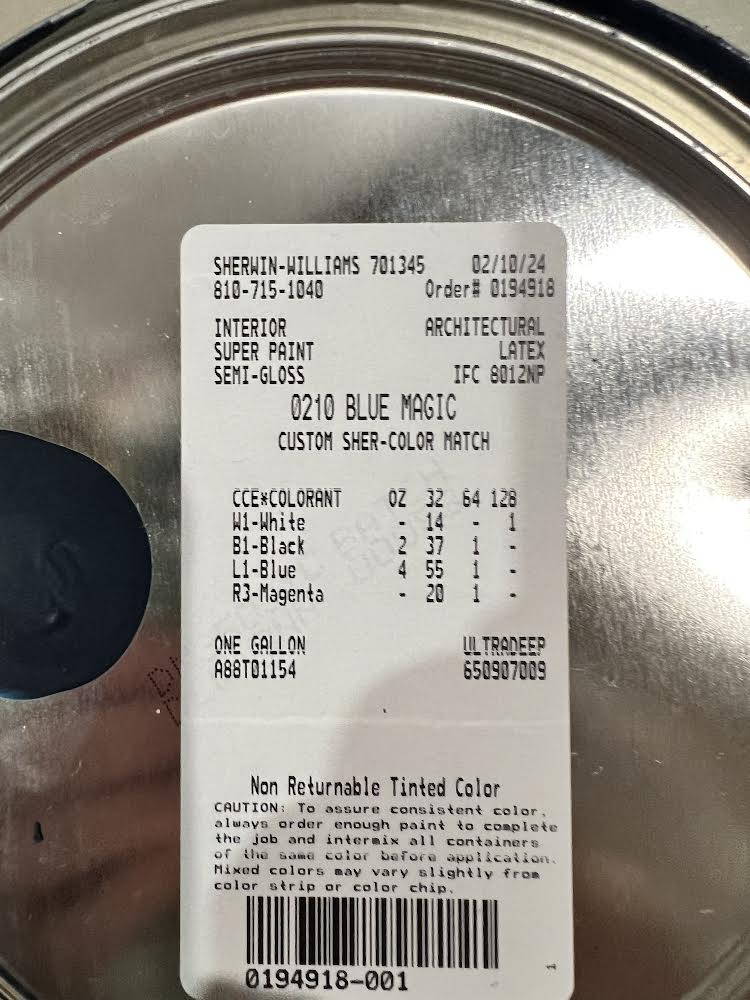 SHERWIN-WILLIAMS 701345 02/10/24
810-715-1040 Order# 0194918
INTERIOR ARCHITECTURAL
SUPER PAINT LATEX
SEMI-GLOSS IFC 8012NP
0210 BLUE MAGIC
CUSTOM SHER-COLOR MATCH
CCE*COLORANT OZ 32 64 128
W1-White - 14 - 1
B1-Black 2 37 1 -
L1-Blue 4 55 1 -
R3-Magenta - 20 1 -
ONE GALLON ULTRADEEP
A88T01154 650907009
Non Returnable Tinted Color
CAUTION: To assure consistent color,
always order enough paint to complete
the job and intermix all containers
of the same color before application.
Mixed colors may vary slightly from
color strip or color chip.
0194918-001
1